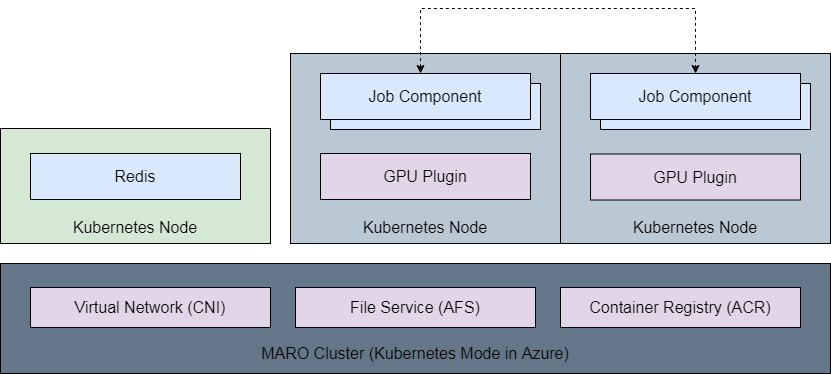 Job Component
Job Component
Redis
GPU Plugin
GPU Plugin
Kubernetes Node
Kubernetes Node
Kubernetes Node
Virtual Network (CNI)
File Service (AFS)
Container Registry (ACR)
MARO Cluster (Kubernetes Mode in Azure)